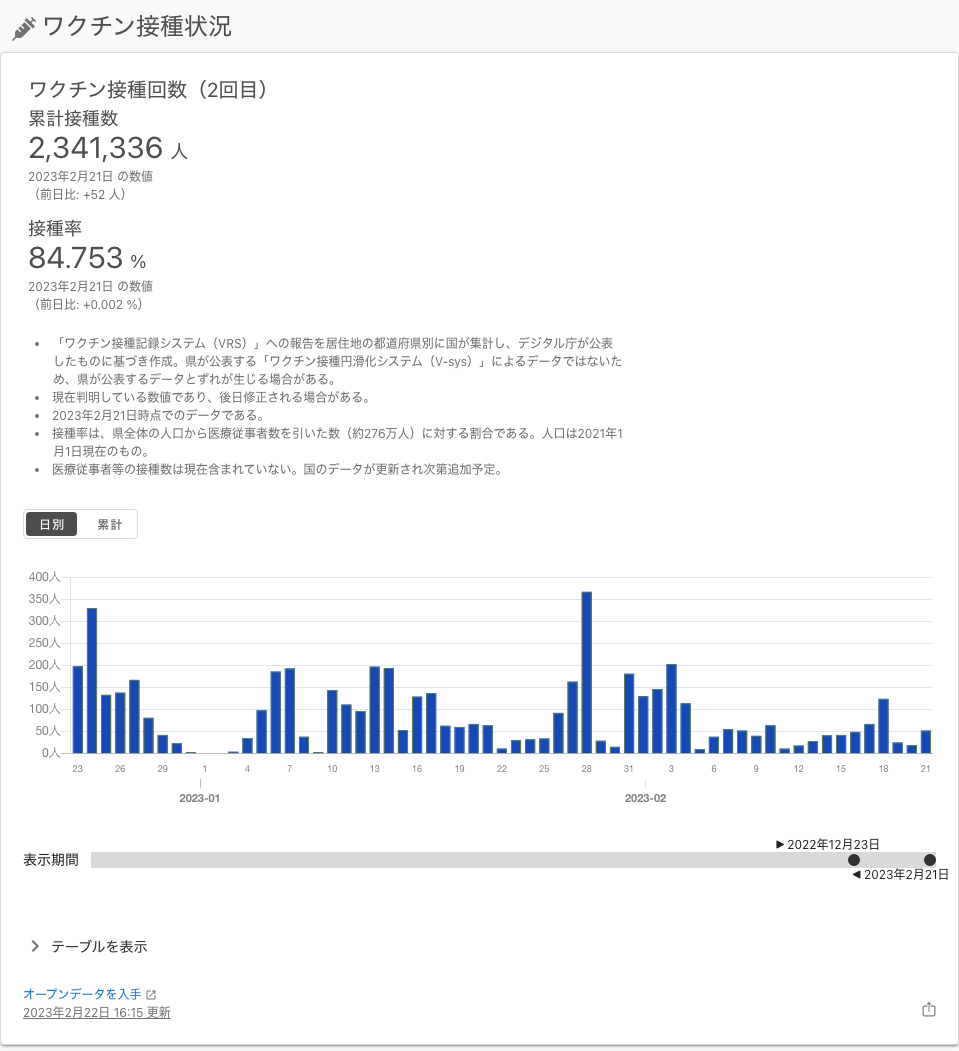 ワクチン接種状況
ワクチン接種回数（2回目）
累計接種数
2,341,336 人
2023年2月21日 の数値
（前日比: +52 人）
接種率
84.753 %
2023年2月21日 の数値
（前日比: +0.002 %）
• 「ワクチン接種記録システム（VRS）」への報告を居住地の都道府県別に国が集計し、デジタル庁が公表
したものに基づき作成。県が公表する「ワクチン接種円滑化システム（V-sys）」によるデータではないた
め、県が公表するデータとずれが生じる場合がある。
• 現在判明している数値であり、後日修正される場合がある。
• 2023年2月21日時点でのデータである。
• 接種率は、県全体の人口から医療従事者数を引いた数（約276万人）に対する割合である。人口は2021年1
月1日現在のもの。
• 医療従事者等の接種数は現在含まれていない。国のデータが更新され次第追加予定。
日別 累計
400人
350人
300人
250人
200人
150人
100人
50人
0人
23 26 29 1 4 7 10 13 16 19 22 25 28 31 3 6 9 12 15 18 21
2023-01 2023-02
2022年12月23日
表示期間
2023年2月21日
テーブルを表示
オープンデータを入手
2023年2月22日 16:15 更新